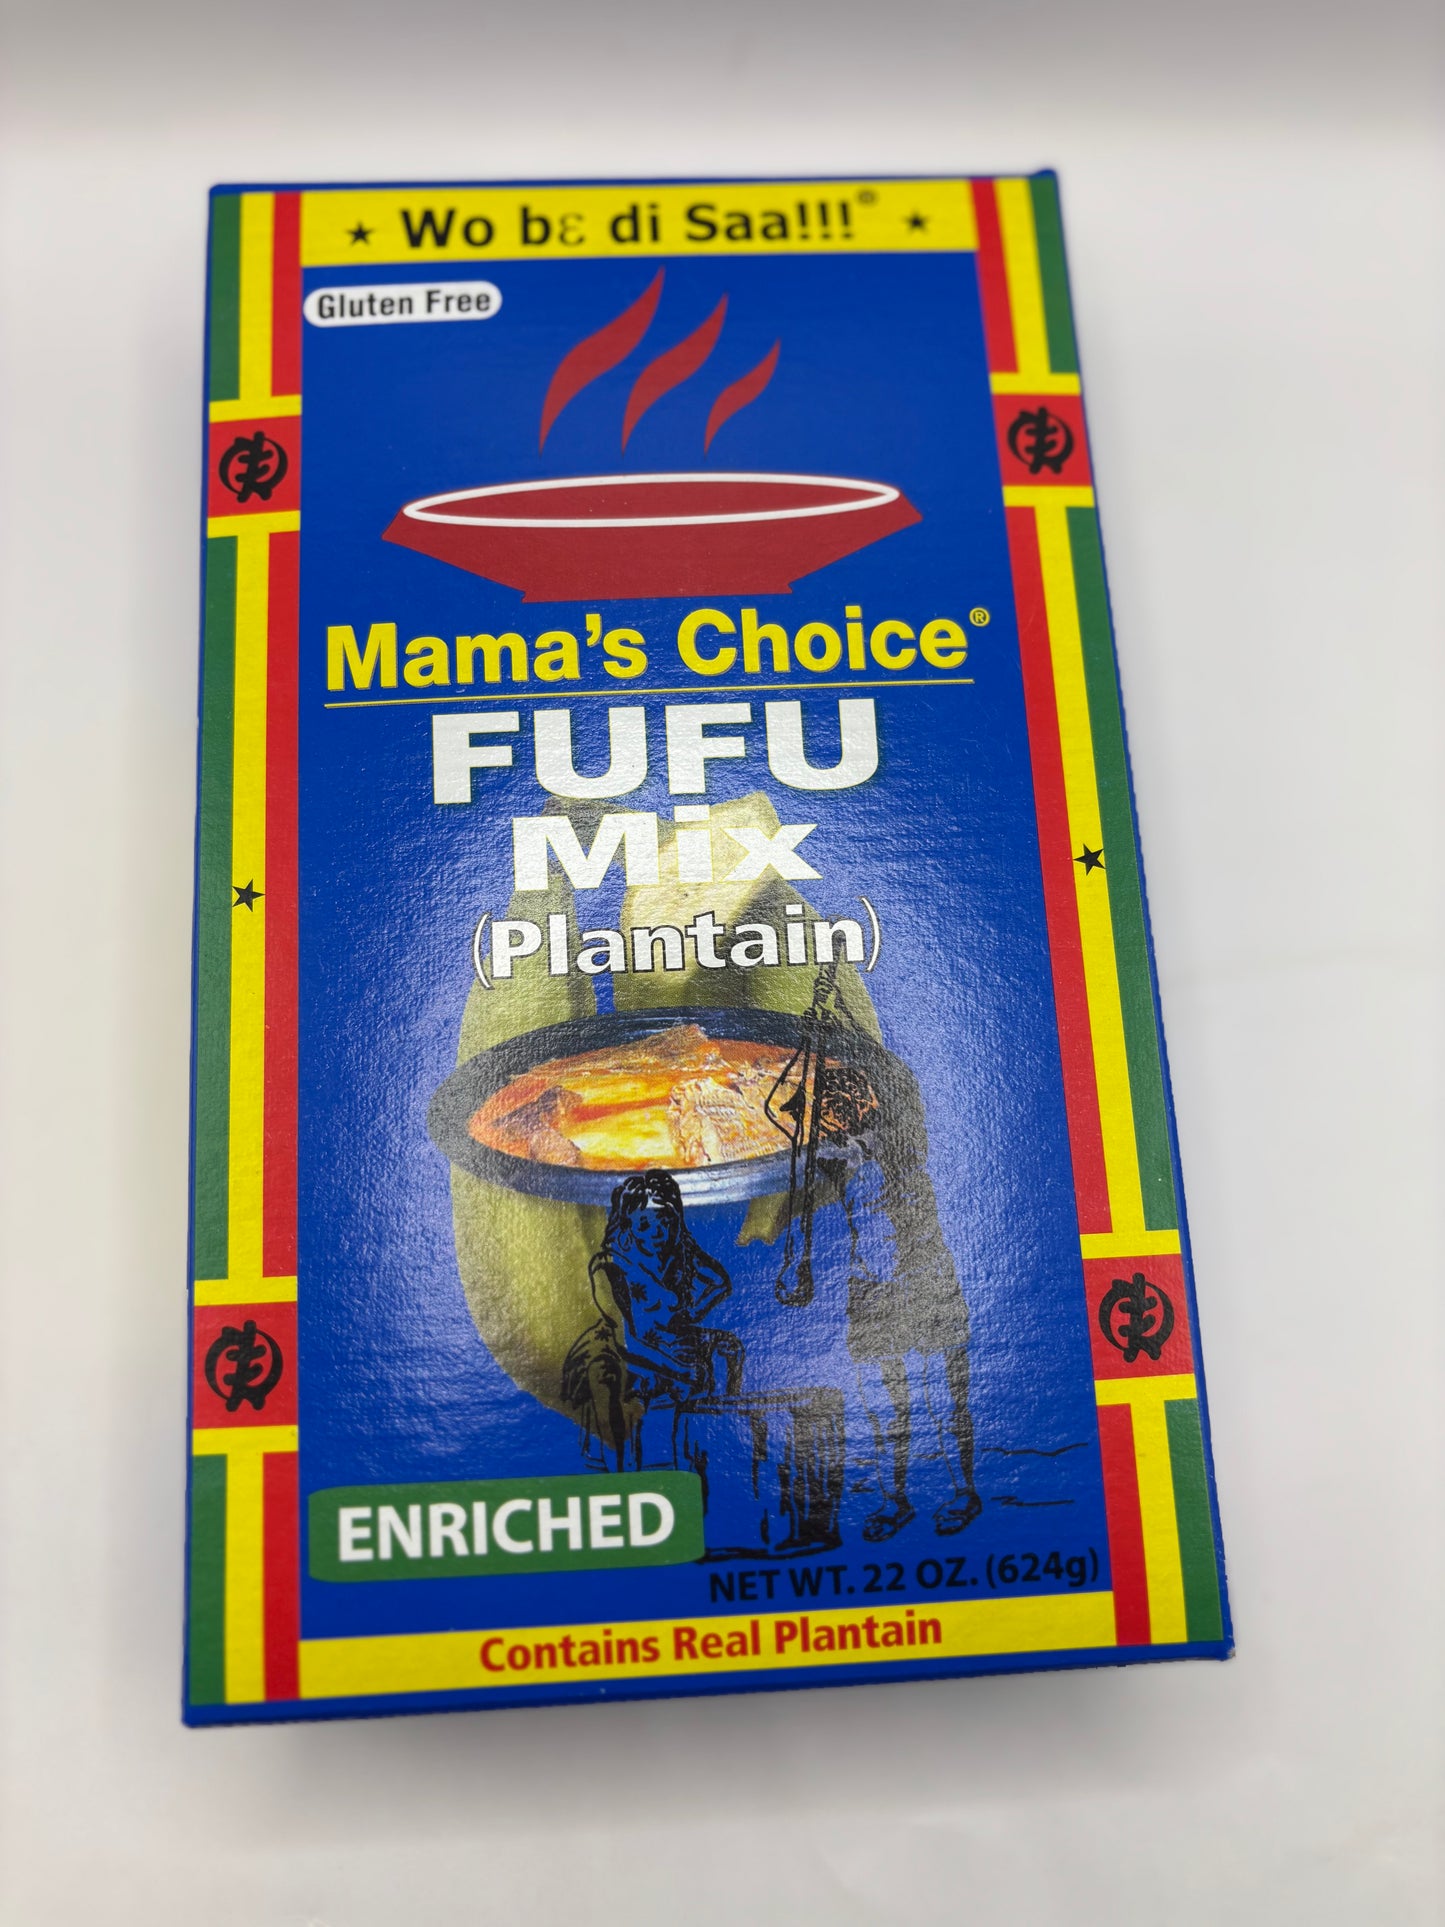 ★ Wo bɛ di Saa!!!® ★
Gluten Free
Mama's Choice®
FUFU
Mix
(Plantain)
ENRICHED
NET WT. 22 OZ. (624g)
Contains Real Plantain